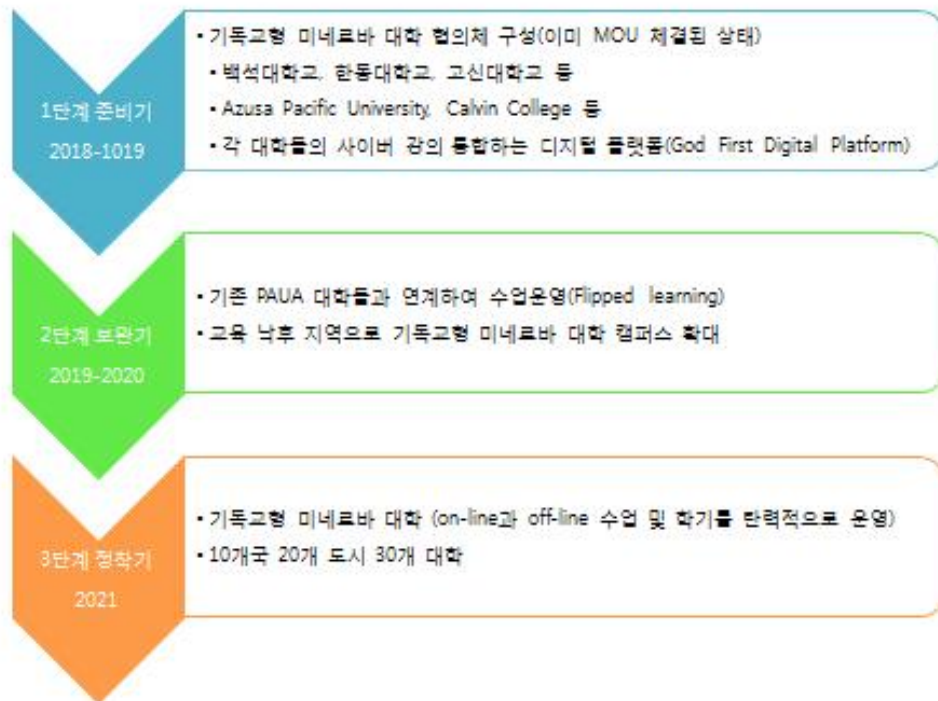 1단계 준비기
2018-1019
• 기독교형 미네르바 대학 협의체 구성(이미 MOU 체결된 상태)
• 백석대학교, 한동대학교, 고신대학교 등
• Azusa Pacific University, Calvin College 등
• 각 대학들의 사이버 강의 통합하는 디지털 플랫폼(God First Digital Platform)
2단계 보완기
2019-2020
• 기존 PAUA 대학들과 연계하여 수업운영(Flipped learning)
• 교육 낙후 지역으로 기독교형 미네르바 대학 캠퍼스 확대
3단계 정착기
2021
• 기독교형 미네르바 대학 (on-line과 off-line 수업 및 학기를 탄력적으로 운영)
• 10개국 20개 도시 30개 대학